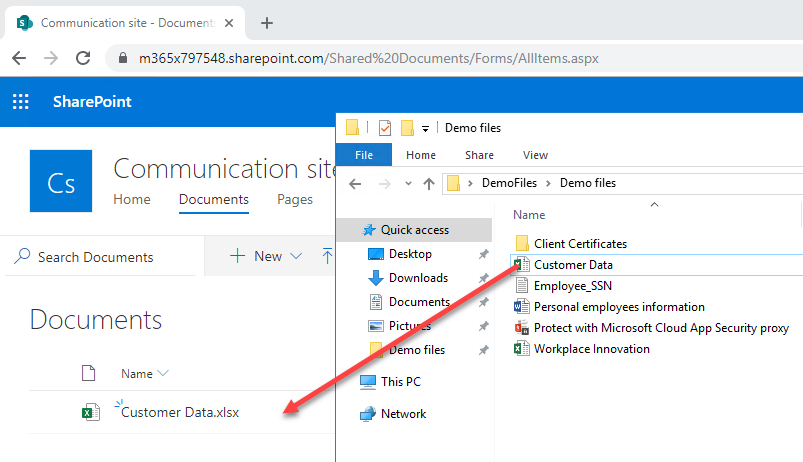 Communication site - Documents
m365x797548.sharepoint.com/Shared%20Documents/Forms/AllItems.aspx
SharePoint
Cs
Communication site
Home Documents Pages
Search Documents
New
Documents
Name
Customer Data.xlsx
Demo files
File Home Share View
DemoFiles Demo files
Name
Quick access
Desktop
Downloads
Documents
Pictures
Demo files
This PC
Network
Client Certificates
Customer Data
Employee_SSN
Personal employees information
Protect with Microsoft Cloud App Security proxy
Workplace Innovation